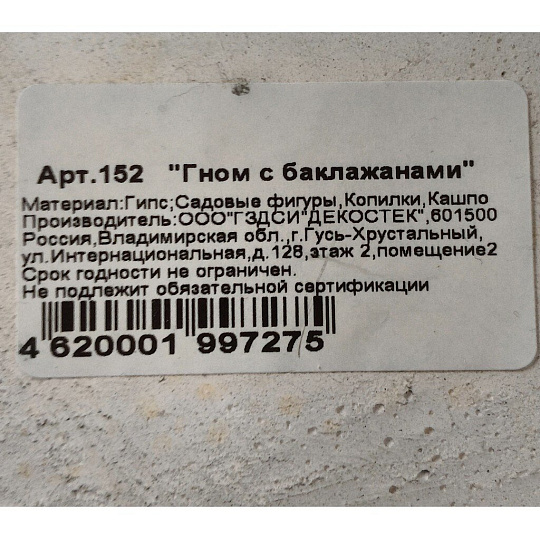 Арт.152 "Гном с баклажанами"
Материал:Гипс;Садовые фигуры,Копилки,Кашпо
Производитель:ООО"ГЗДСИ"ДЕКОСТЕК",601500
Россия,Владимирская обл.,г.Гусь-Хрустальный,
ул.Интернациональная,д.128,этаж 2,помещение2
Срок годности не ограничен.
Не подлежит обязательной сертификации
4 620001 997275